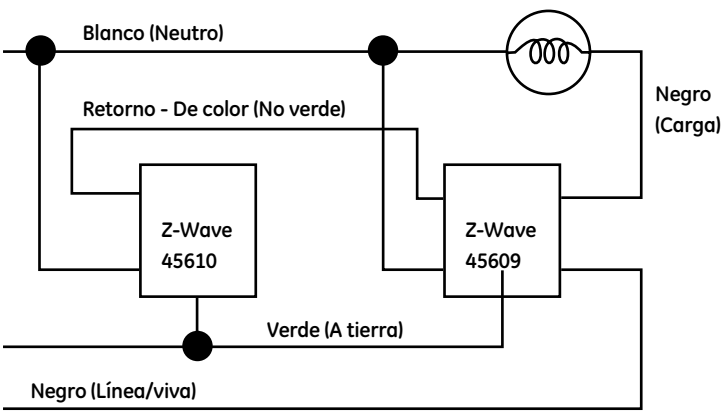 Blanco (Neutro)
Negro
(Carga)
Retorno - De color (No verde)
Z-Wave
45610
Z-Wave
45609
Verde (A tierra)
Negro (Línea/viva)